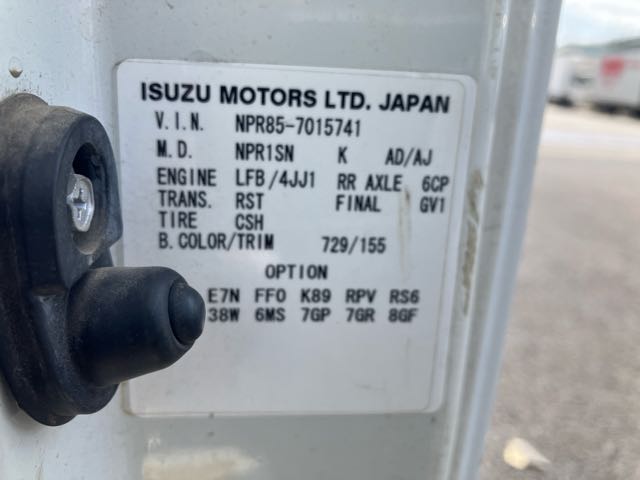 ISUZU MOTORS LTD. JAPAN
V.I.N. NPR85-7015741
M.D. NPR1SN K AD/AJ
ENGINE LFB/4JJ1 RR AXLE 6CP
TRANS. RST FINAL GV1
TIRE CSH
B.COLOR/TRIM 729/155
OPTION
E7N FF0 K89 RPV RS6
38W 6MS 7GP 7GR 8GF